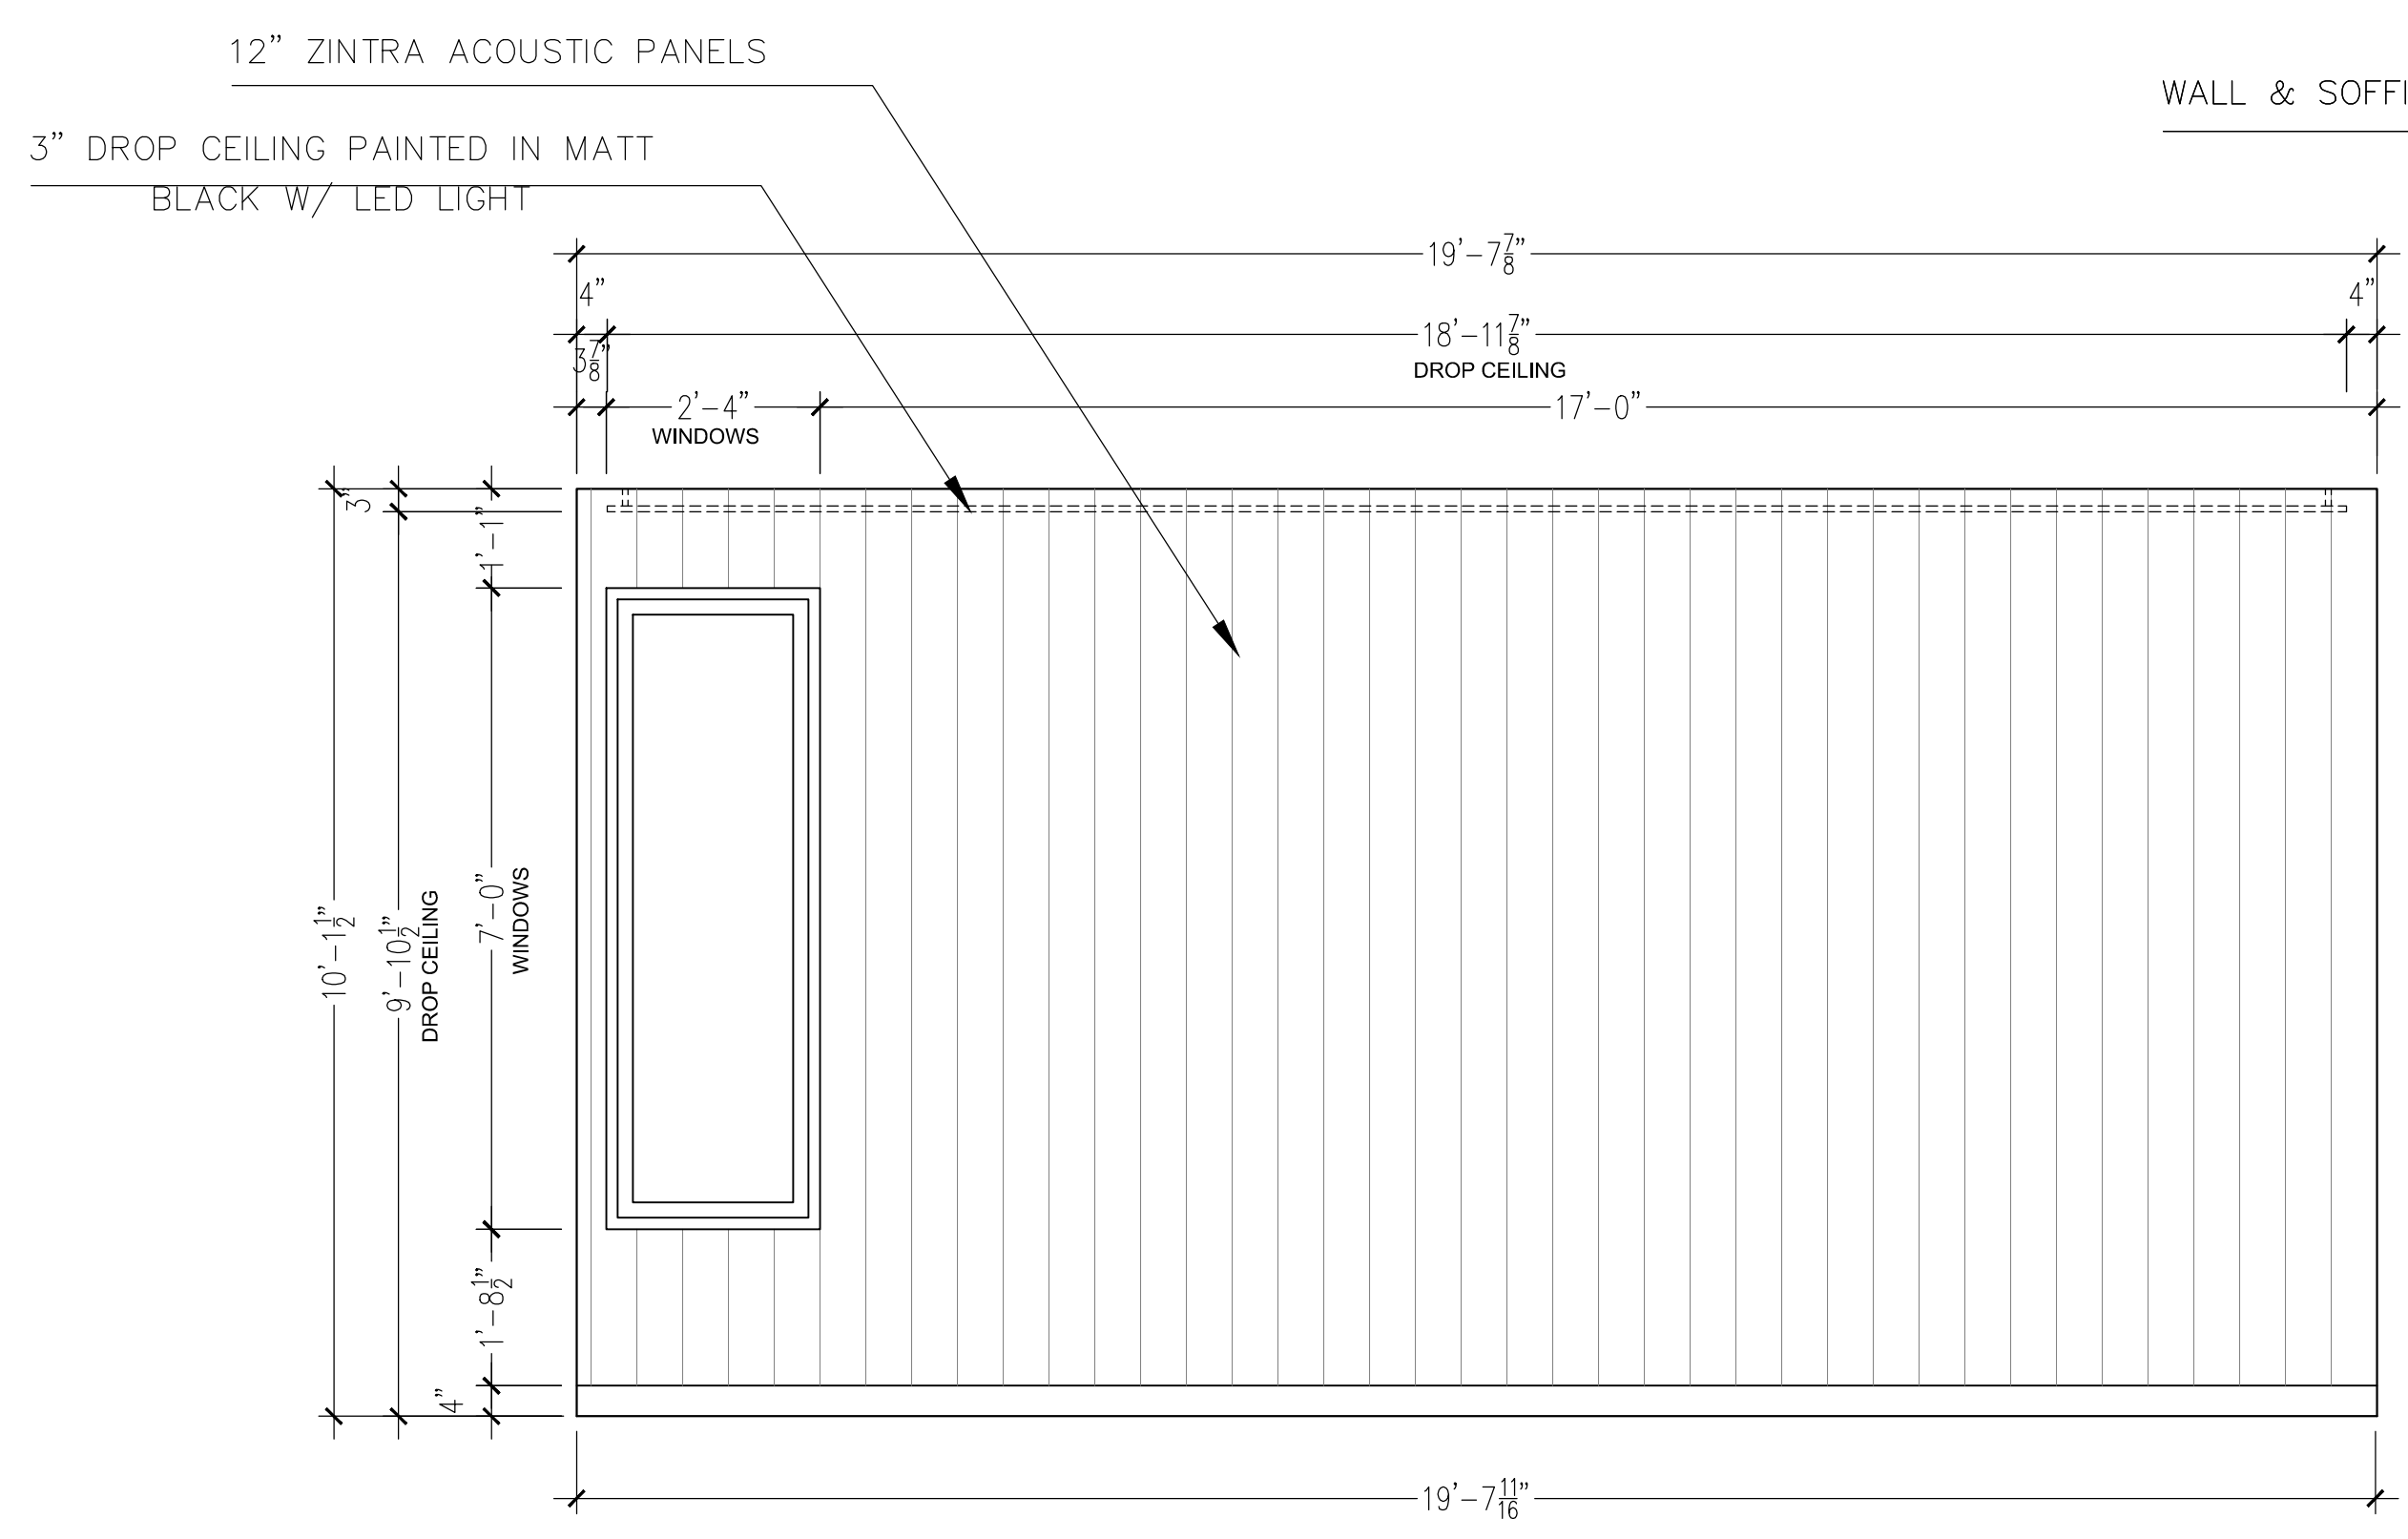 12” ZINTRA ACOUSTIC PANELS
WALL & SOFFI
3” DROP CEILING PAINTED IN MATT
BLACK W/ LED LIGHT
19’-7 7/8”
4”
4”
18’-11 7/8”
DROP CEILING
3 7/8”
2’-4”
WINDOWS
17’-0”
3”
1’-1”
10’-1 1/2”
9’-10 1/2”
DROP CEILING
7’-0”
WINDOWS
1’-8 1/2”
4”
19’-7 11/16”